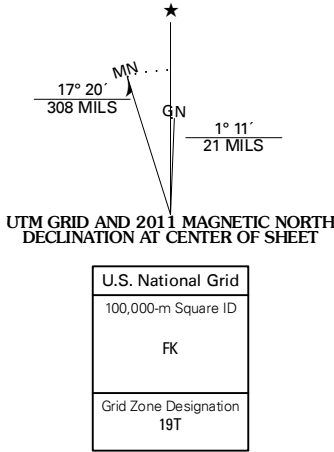 ★
MN
17° 20´
308 MILS
GN
1° 11´
21 MILS
UTM GRID AND 2011 MAGNETIC NORTH
DECLINATION AT CENTER OF SHEET
U.S. National Grid
100,000-m Square ID
FK
Grid Zone Designation
19T